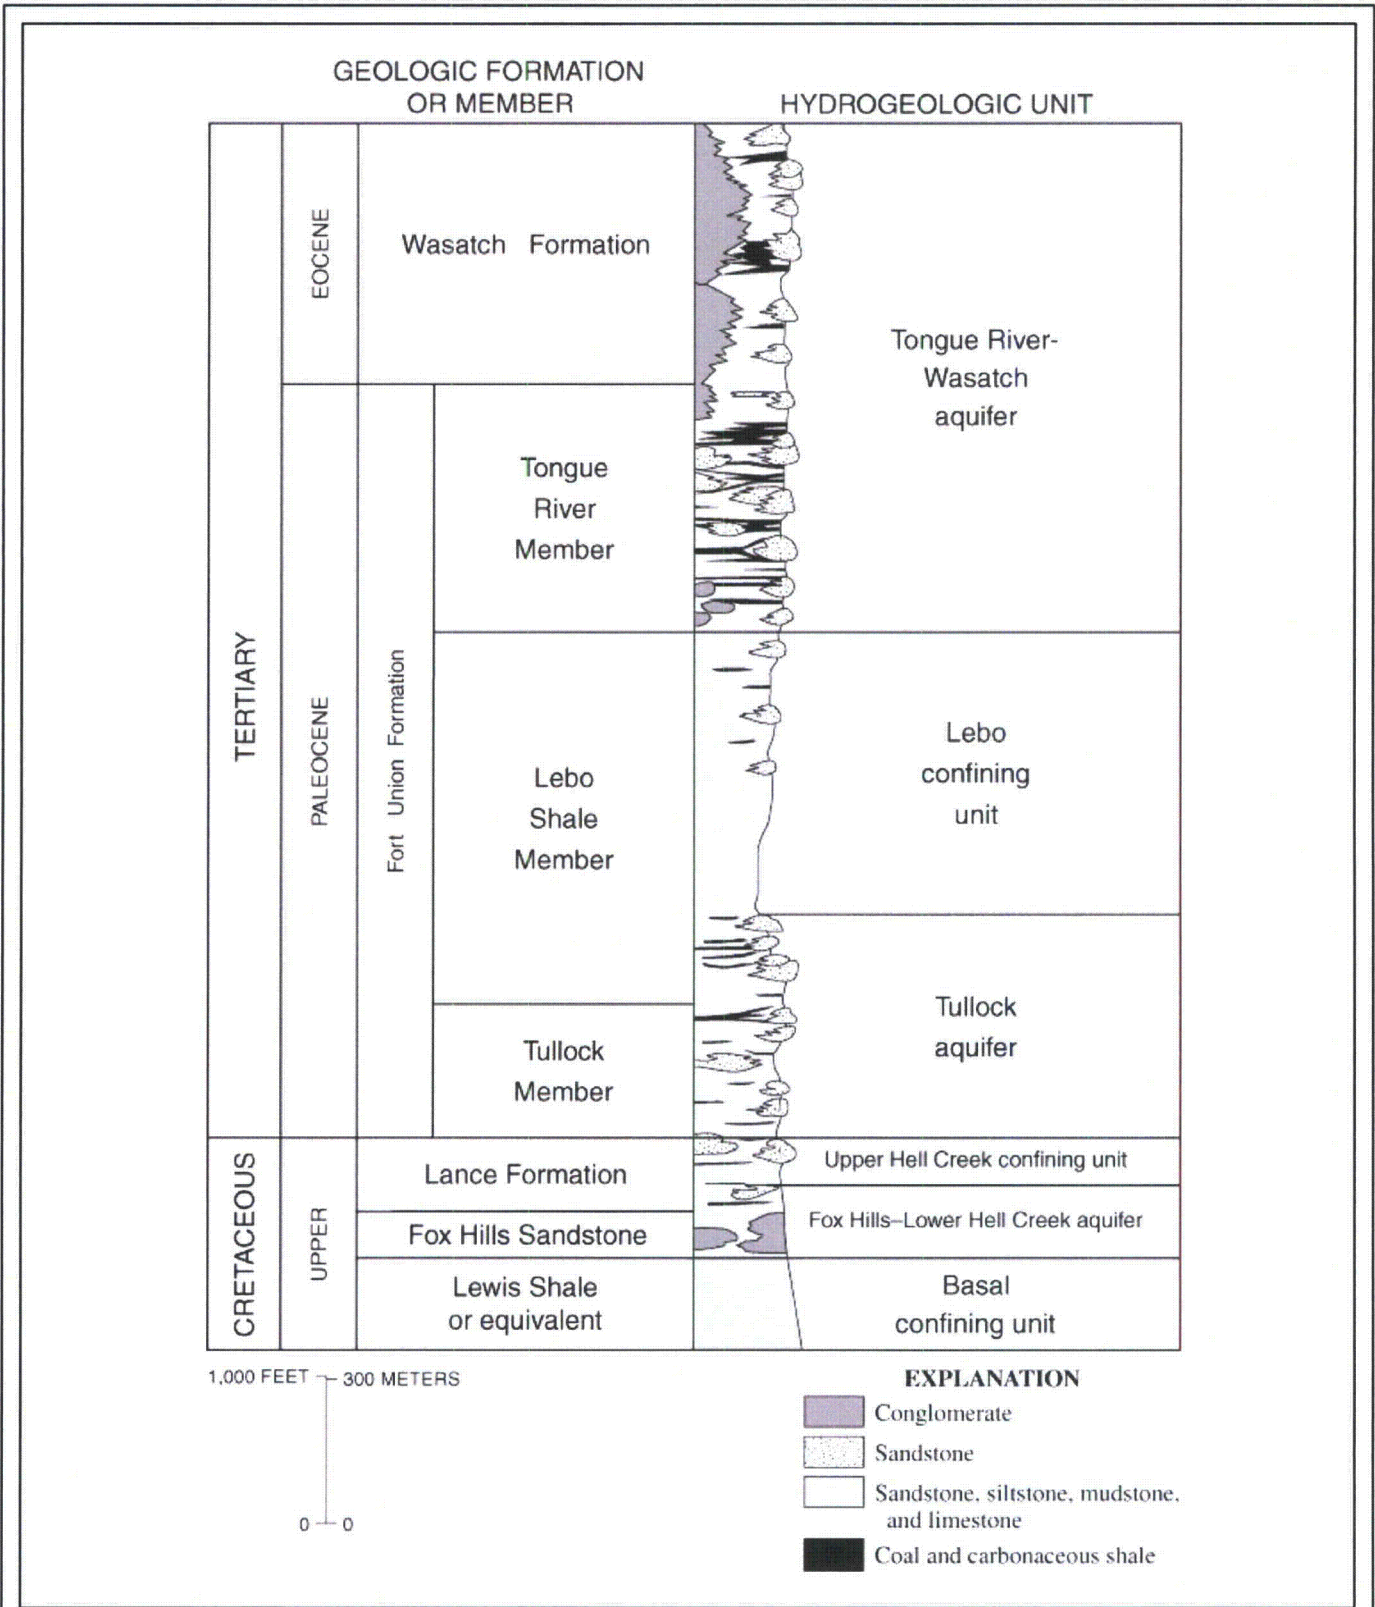 GEOLOGIC FORMATION
OR MEMBER
HYDROGEOLOGIC UNIT
TERTIARY
EOCENE
Wasatch Formation
Tongue River-
Wasatch
aquifer
PALEOCENE
Fort Union Formation
Tongue
River
Member
Lebo
Shale
Member
Lebo
confining
unit
Tullock
Member
Tullock
aquifer
CRETACEOUS
UPPER
Lance Formation
Upper Hell Creek confining unit
Fox Hills Sandstone
Fox Hills–Lower Hell Creek aquifer
Lewis Shale
or equivalent
Basal
confining unit
1,000 FEET 300 METERS
0 0
EXPLANATION
Conglomerate
Sandstone
Sandstone, siltstone, mudstone,
and limestone
Coal and carbonaceous shale